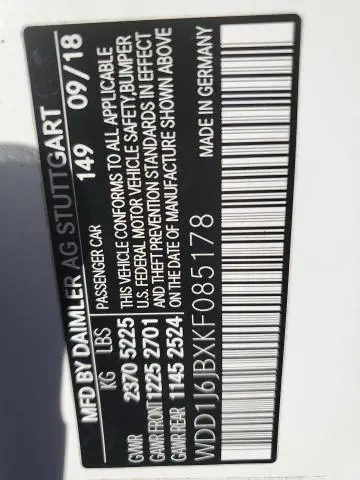 MFD BY DAIMLER AG STUTTGART
149 09/18
KG LBS
GVWR 2370 5225
GAWR FRONT 1225 2701
GAWR REAR 1145 2524
PASSENGER CAR
THIS VEHICLE CONFORMS TO ALL APPLICABLE
U.S. FEDERAL MOTOR VEHICLE SAFETY,BUMPER
AND THEFT PREVENTION STANDARDS IN EFFECT
ON THE DATE OF MANUFACTURE SHOWN ABOVE
MADE IN GERMANY
WDD1J6JBXKF085178